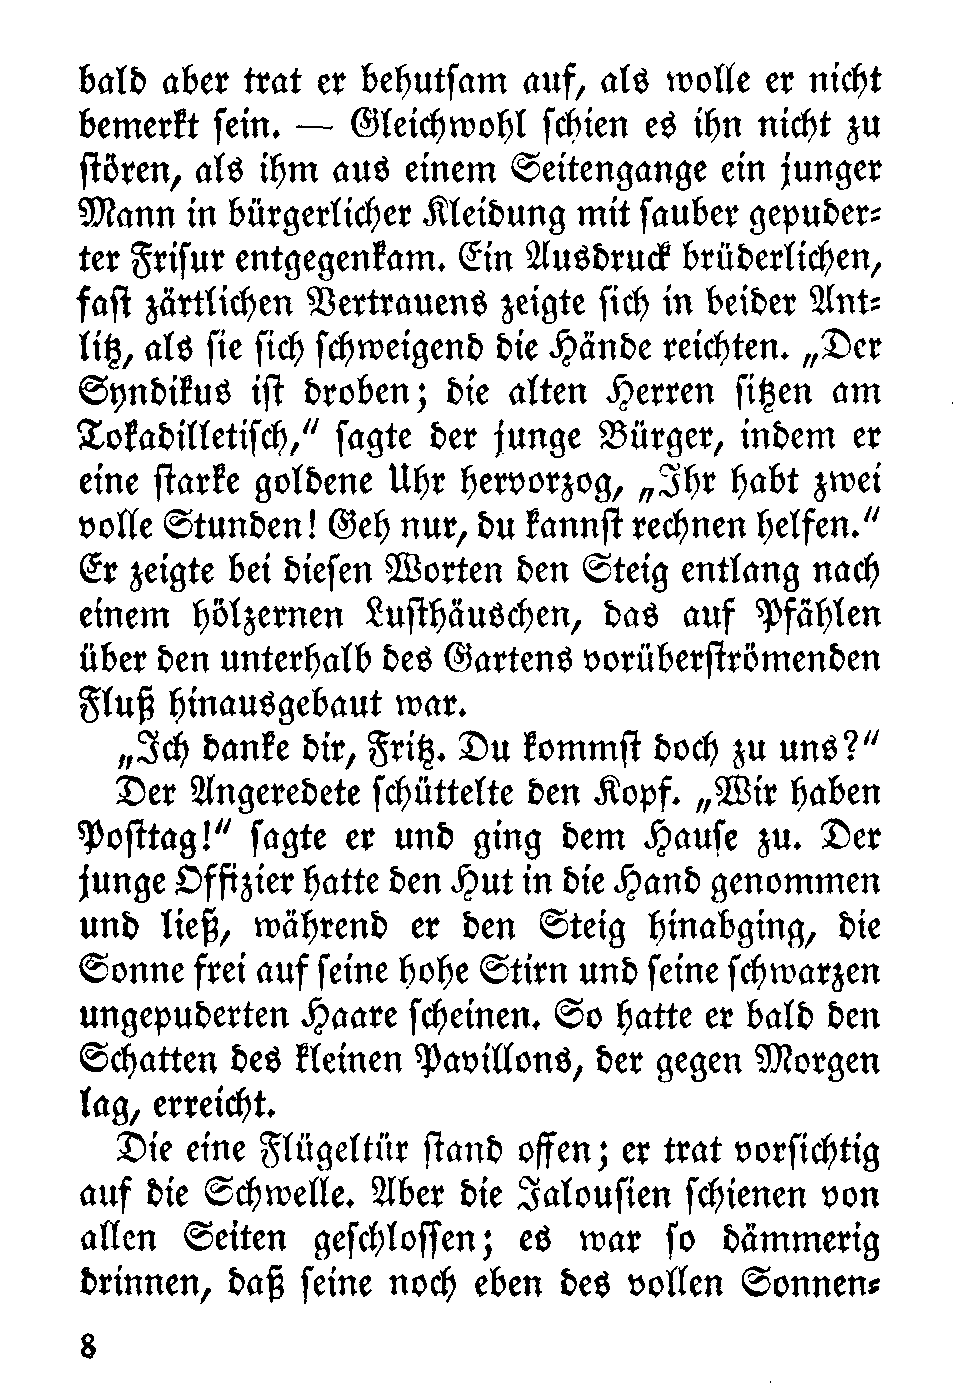 bald aber trat er behutsam auf, als wolle er nicht
bemerkt sein. — Gleichwohl schien es ihn nicht zu
stören, als ihm aus einem Seitengange ein junger
Mann in bürgerlicher Kleidung mit sauber gepuder-
ter Frisur entgegenkam. Ein Ausdruck brüderlichen,
fast zärtlichen Vertrauens zeigte sich in beider Ant-
litz, als sie sich schweigend die Hände reichten. „Der
Syndikus ist droben; die alten Herren sitzen am
Tokadilletisch,“ sagte der junge Bürger, indem er
eine starke goldene Uhr hervorzog, „Ihr habt zwei
volle Stunden! Geh nur, du kannst rechnen helfen.“
Er zeigte bei diesen Worten den Steig entlang nach
einem hölzernen Lusthäuschen, das auf Pfählen
über den unterhalb des Gartens vorüberströmenden
Fluß hinausgebaut war.
„Ich danke dir, Fritz. Du kommst doch zu uns?“
Der Angeredete schüttelte den Kopf. „Wir haben
Posttag!“ sagte er und ging dem Hause zu. Der
junge Offizier hatte den Hut in die Hand genommen
und ließ, während er den Steig hinabging, die
Sonne frei auf seine hohe Stirn und seine schwarzen
ungepuderten Haare scheinen. So hatte er bald den
Schatten des kleinen Pavillons, der gegen Morgen
lag, erreicht.
Die eine Flügeltür stand offen; er trat vorsichtig
auf die Schwelle. Aber die Jalousien schienen von
allen Seiten geschlossen; es war so dämmerig
drinnen, daß seine noch eben des vollen Sonnen-
8